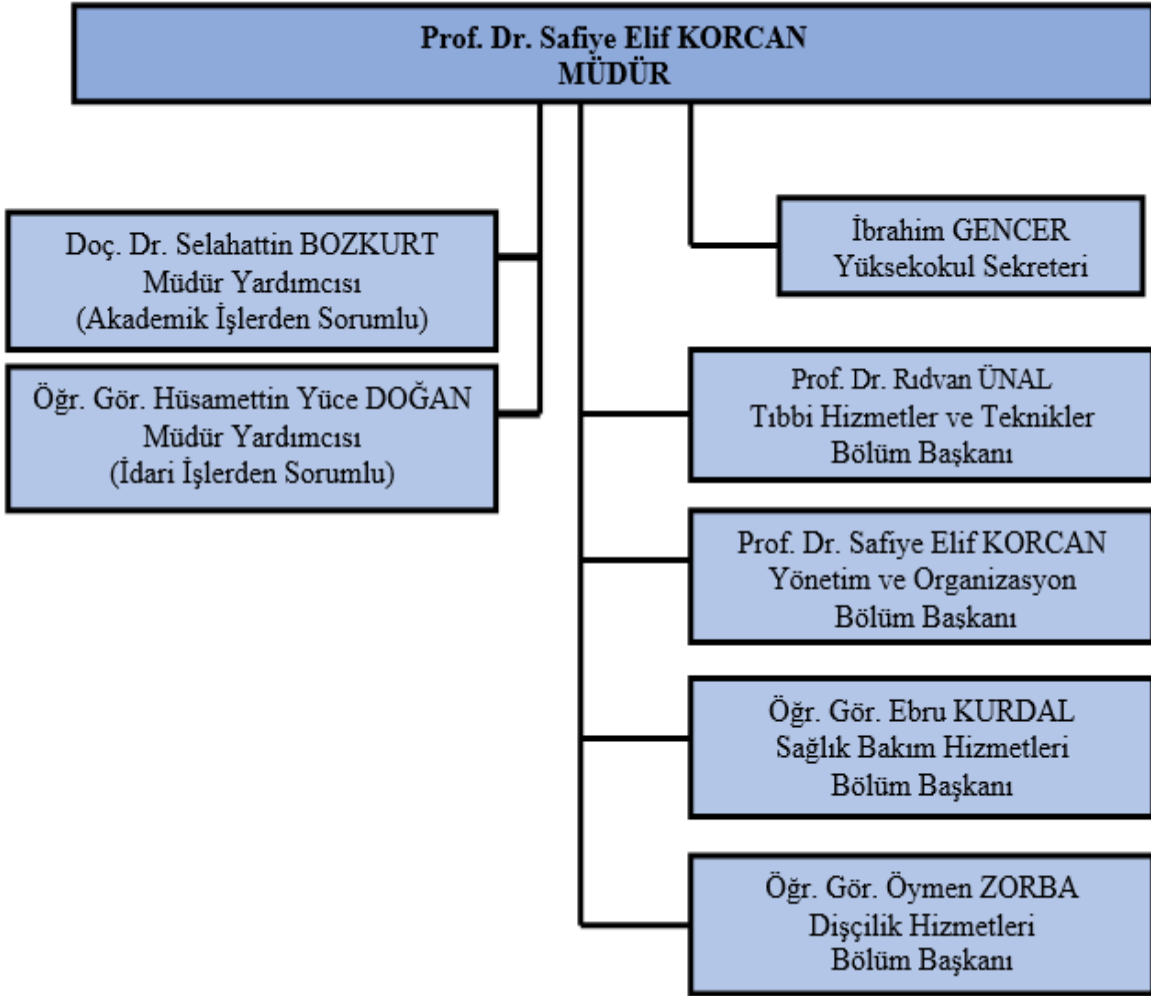 Prof. Dr. Safiye Elif KORCAN
MÜDÜR
Doç. Dr. Selahattin BOZKURT
Müdür Yardımcısı
(Akademik İşlerden Sorumlu)
Öğr. Gör. Hüsamettin Yüce DOĞAN
Müdür Yardımcısı
(İdari İşlerden Sorumlu)
İbrahim GENCER
Yüksekokul Sekreteri
Prof. Dr. Rıdvan ÜNAL
Tıbbi Hizmetler ve Teknikler
Bölüm Başkanı
Prof. Dr. Safiye Elif KORCAN
Yönetim ve Organizasyon
Bölüm Başkanı
Öğr. Gör. Ebru KURDAL
Sağlık Bakım Hizmetleri
Bölüm Başkanı
Öğr. Gör. Öymen ZORBA
Dişçilik Hizmetleri
Bölüm Başkanı